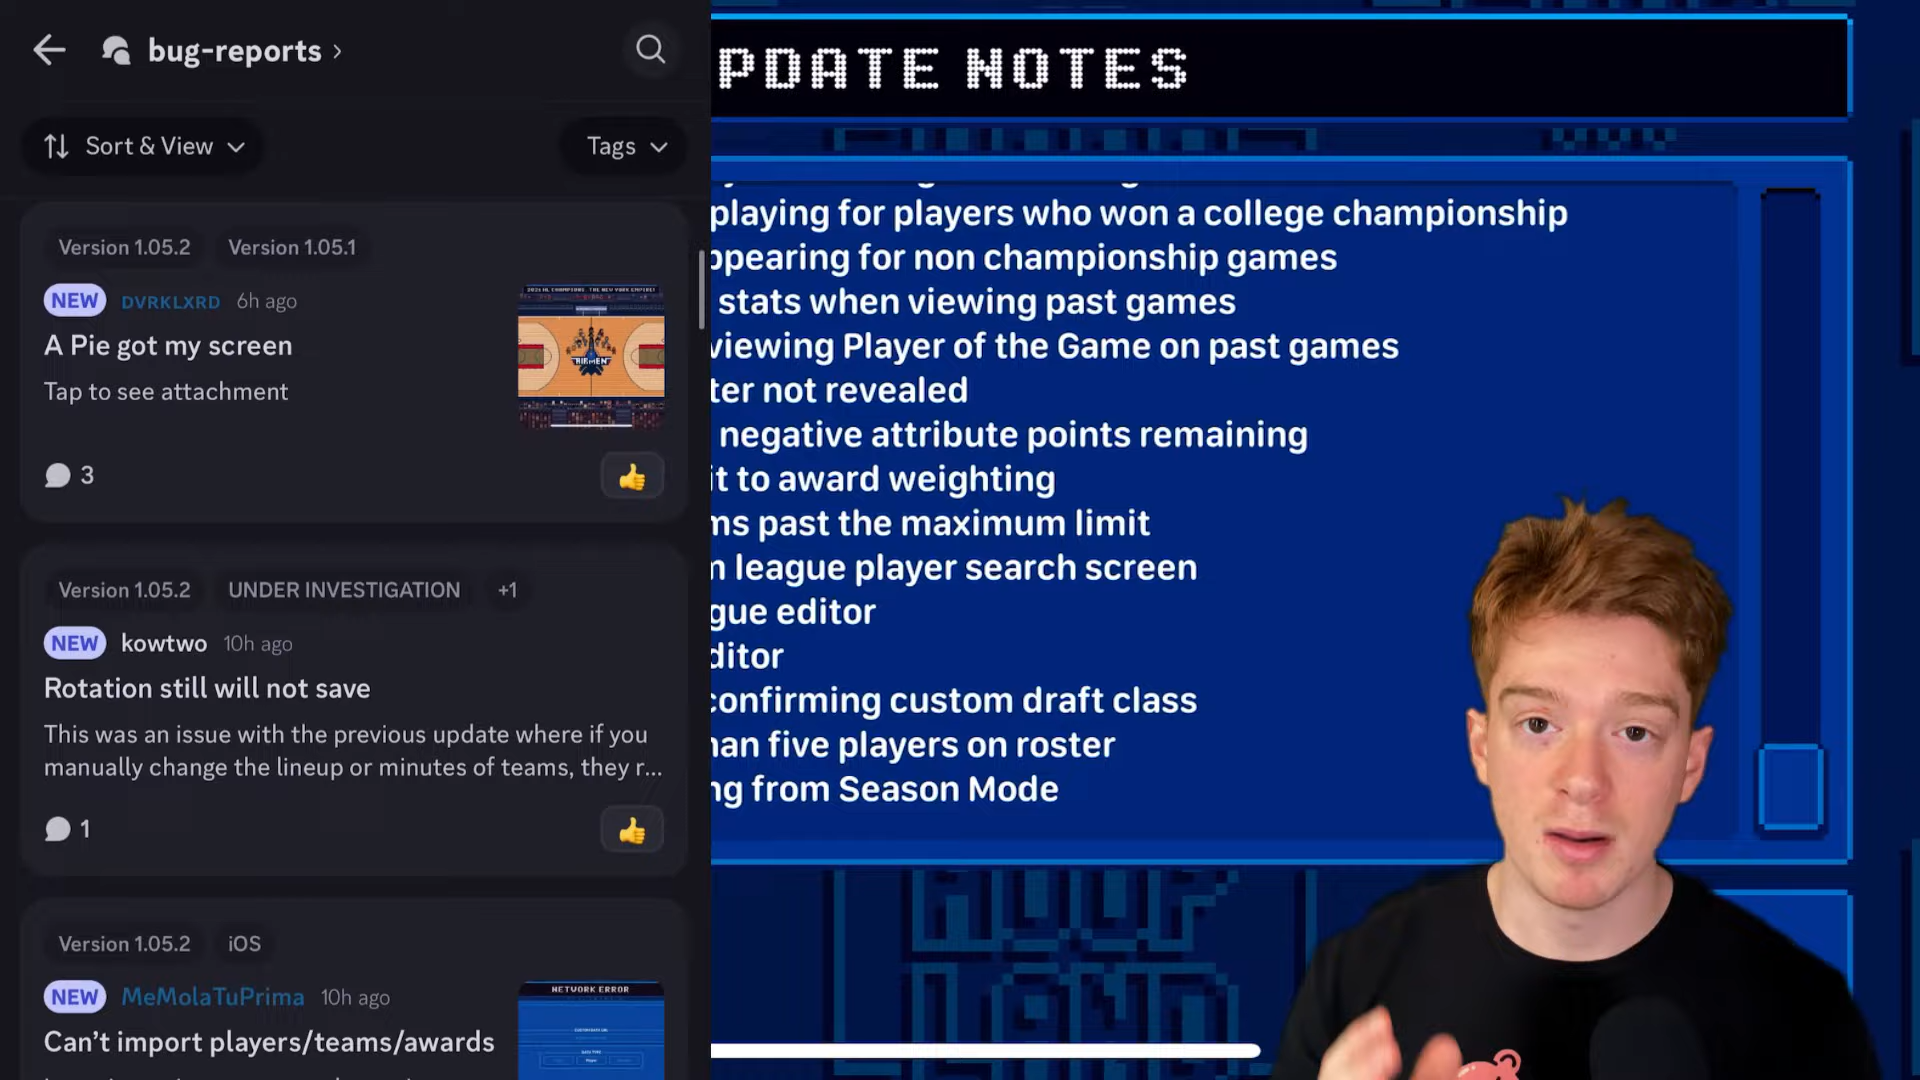 bug-reports
Sort & View
Tags
Version 1.05.2 Version 1.05.1
NEW DVRKLXRD 6h ago
A Pie got my screen
Tap to see attachment
AIRMEN
3
Version 1.05.2 UNDER INVESTIGATION +1
NEW kowtwo 10h ago
Rotation still will not save
This was an issue with the previous update where if you
manually change the lineup or minutes of teams, they r...
1
Version 1.05.2 iOS
NEW MeMolaTuPrima 10h ago
Can't import players/teams/awards
NETWORK ERROR
PDATE NOTES
playing for players who won a college championship
ppearing for non championship games
stats when viewing past games
viewing Player of the Game on past games
ter not revealed
negative attribute points remaining
it to award weighting
ms past the maximum limit
n league player search screen
gue editor
ditor
confirming custom draft class
han five players on roster
ng from Season Mode
HOOP
LAND